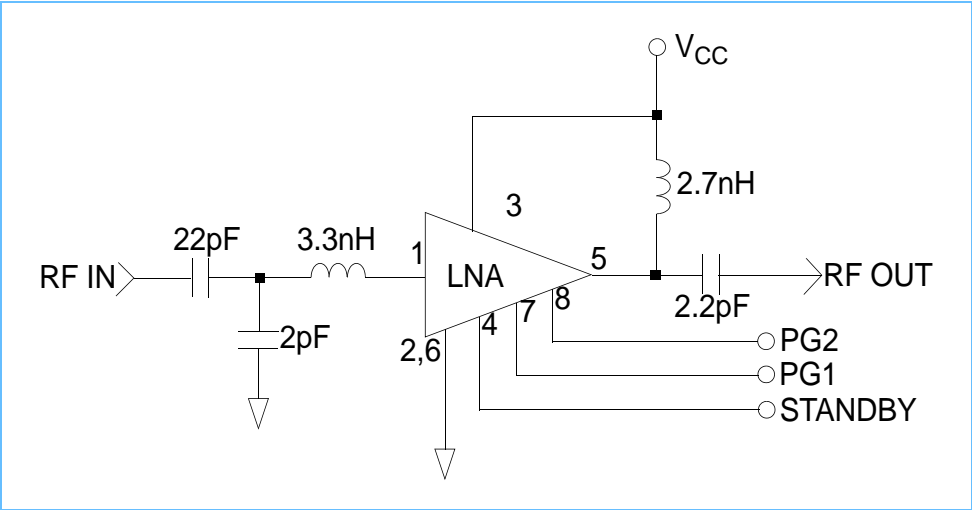 V_CC
2.7nH
3
22pF
3.3nH
1
5
RF IN
LNA
RF OUT
2.2pF
8
7
4
2pF
2,6
PG2
PG1
STANDBY